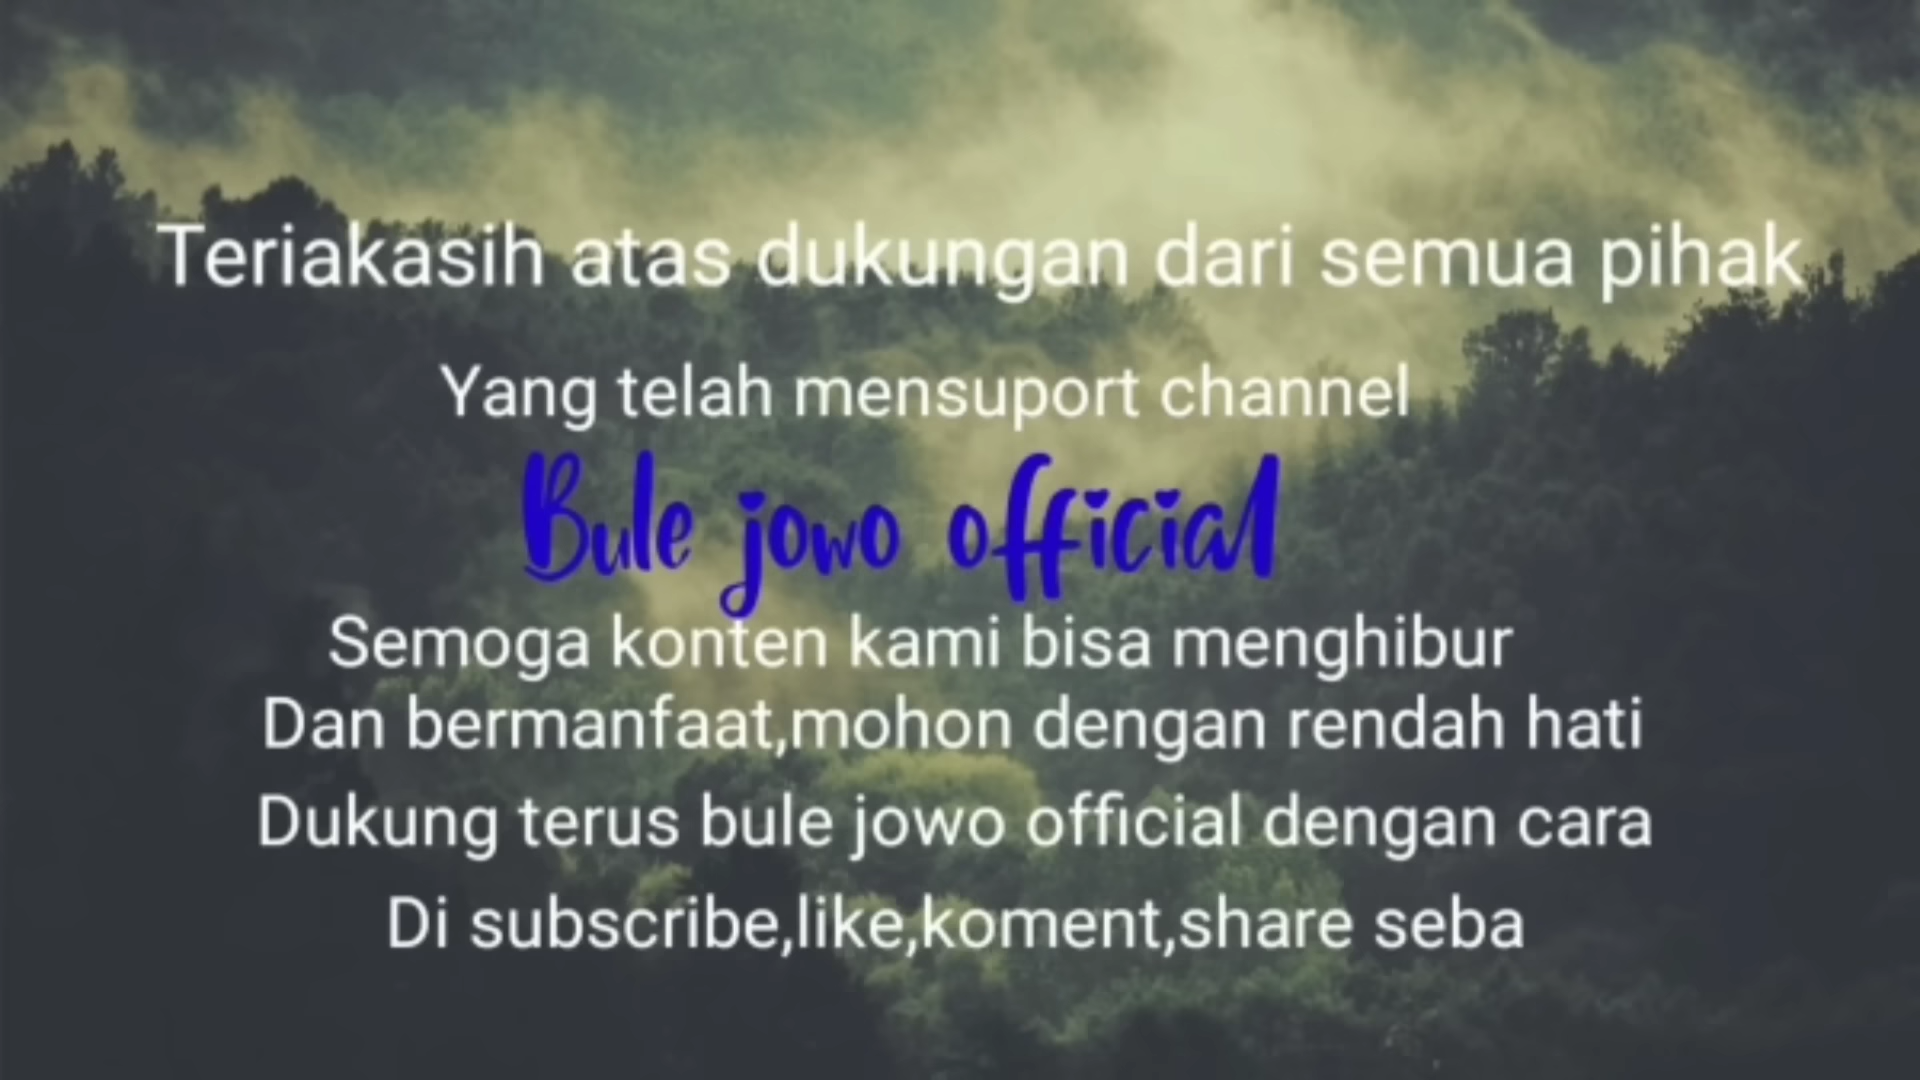 Teriakasih atas dukungan dari semua pihak
Yang telah mensuport channel
Bule jowo official
Semoga konten kami bisa menghibur
Dan bermanfaat,mohon dengan rendah hati
Dukung terus bule jowo official dengan cara
Di subscribe,like,koment,share seba